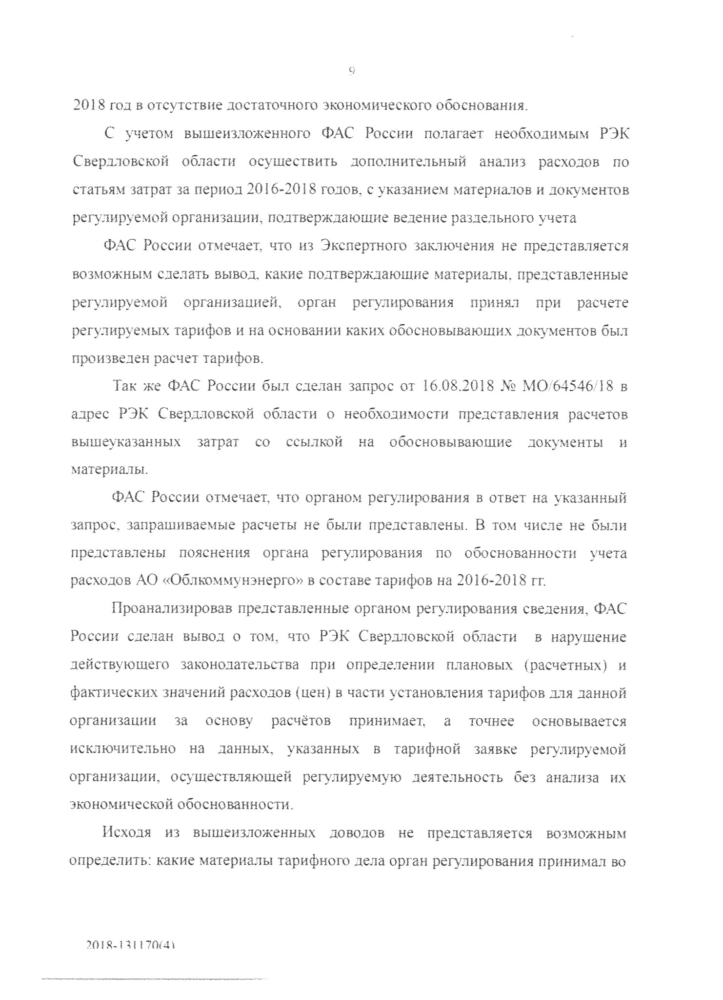 9
2018 год в отсутствие достаточного экономического обоснования.
С учетом вышеизложенного ФАС России полагает необходимым РЭК
Свердловской области осуществить дополнительный анализ расходов по
статьям затрат за период 2016-2018 годов, с указанием материалов и документов
регулируемой организации, подтверждающие ведение раздельного учета
ФАС России отмечает, что из Экспертного заключения не представляется
возможным сделать вывод, какие подтверждающие материалы, представленные
регулируемой организацией, орган регулирования принял при расчете
регулируемых тарифов и на основании каких обосновывающих документов был
произведен расчет тарифов.
Так же ФАС России был сделан запрос от 16.08.2018 № МО/64546/18 в
адрес РЭК Свердловской области о необходимости представления расчетов
вышеуказанных затрат со ссылкой на обосновывающие документы и
материалы.
ФАС России отмечает, что органом регулирования в ответ на указанный
запрос, запрашиваемые расчеты не были представлены. В том числе не были
представлены пояснения органа регулирования по обоснованности учета
расходов АО «Облкоммунэнерго» в составе тарифов на 2016-2018 гг.
Проанализировав представленные органом регулирования сведения, ФАС
России сделан вывод о том, что РЭК Свердловской области в нарушение
действующего законодательства при определении плановых (расчетных) и
фактических значений расходов (цен) в части установления тарифов для данной
организации за основу расчётов принимает, а точнее основывается
исключительно на данных, указанных в тарифной заявке регулируемой
организации, осуществляющей регулируемую деятельность без анализа их
экономической обоснованности.
Исходя из вышеизложенных доводов не представляется возможным
определить: какие материалы тарифного дела орган регулирования принимал во
2018-131170(4)